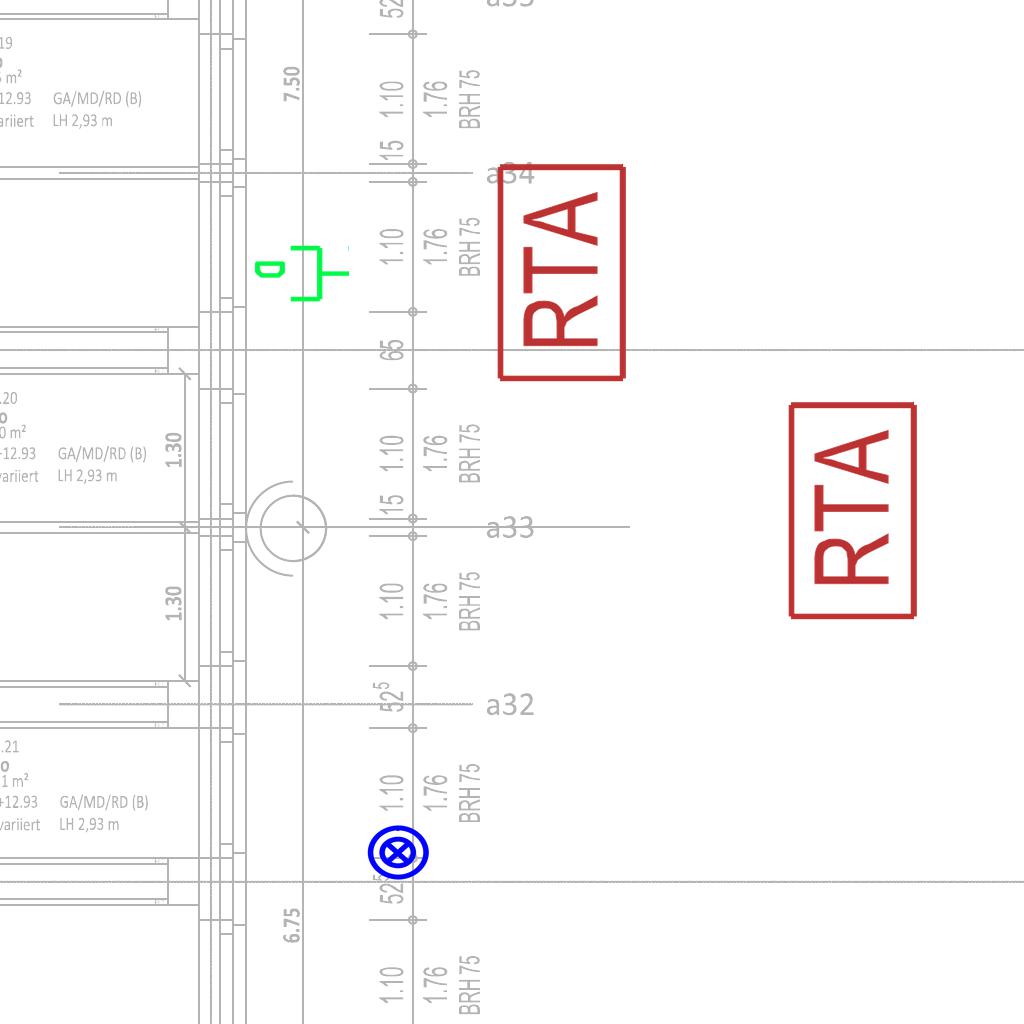 19
m²
12.93 GA/MD/RD (B)
ariiert LH 2,93 m
7.50
52
1.10
1.76
BRH 75
15
a34
1.10
1.76
BRH 75
D
RTA
65
.20
0 m²
+12.93 GA/MD/RD (B)
variiert LH 2,93 m
1.30
1.10
1.76
BRH 75
15
a33
RTA
1.30
1.10
1.76
BRH 75
52⁵
a32
.21
1 m²
+12.93 GA/MD/RD (B)
variiert LH 2,93 m
1.10
1.76
BRH 75
52⁵
6.75
1.10
1.76
BRH 75